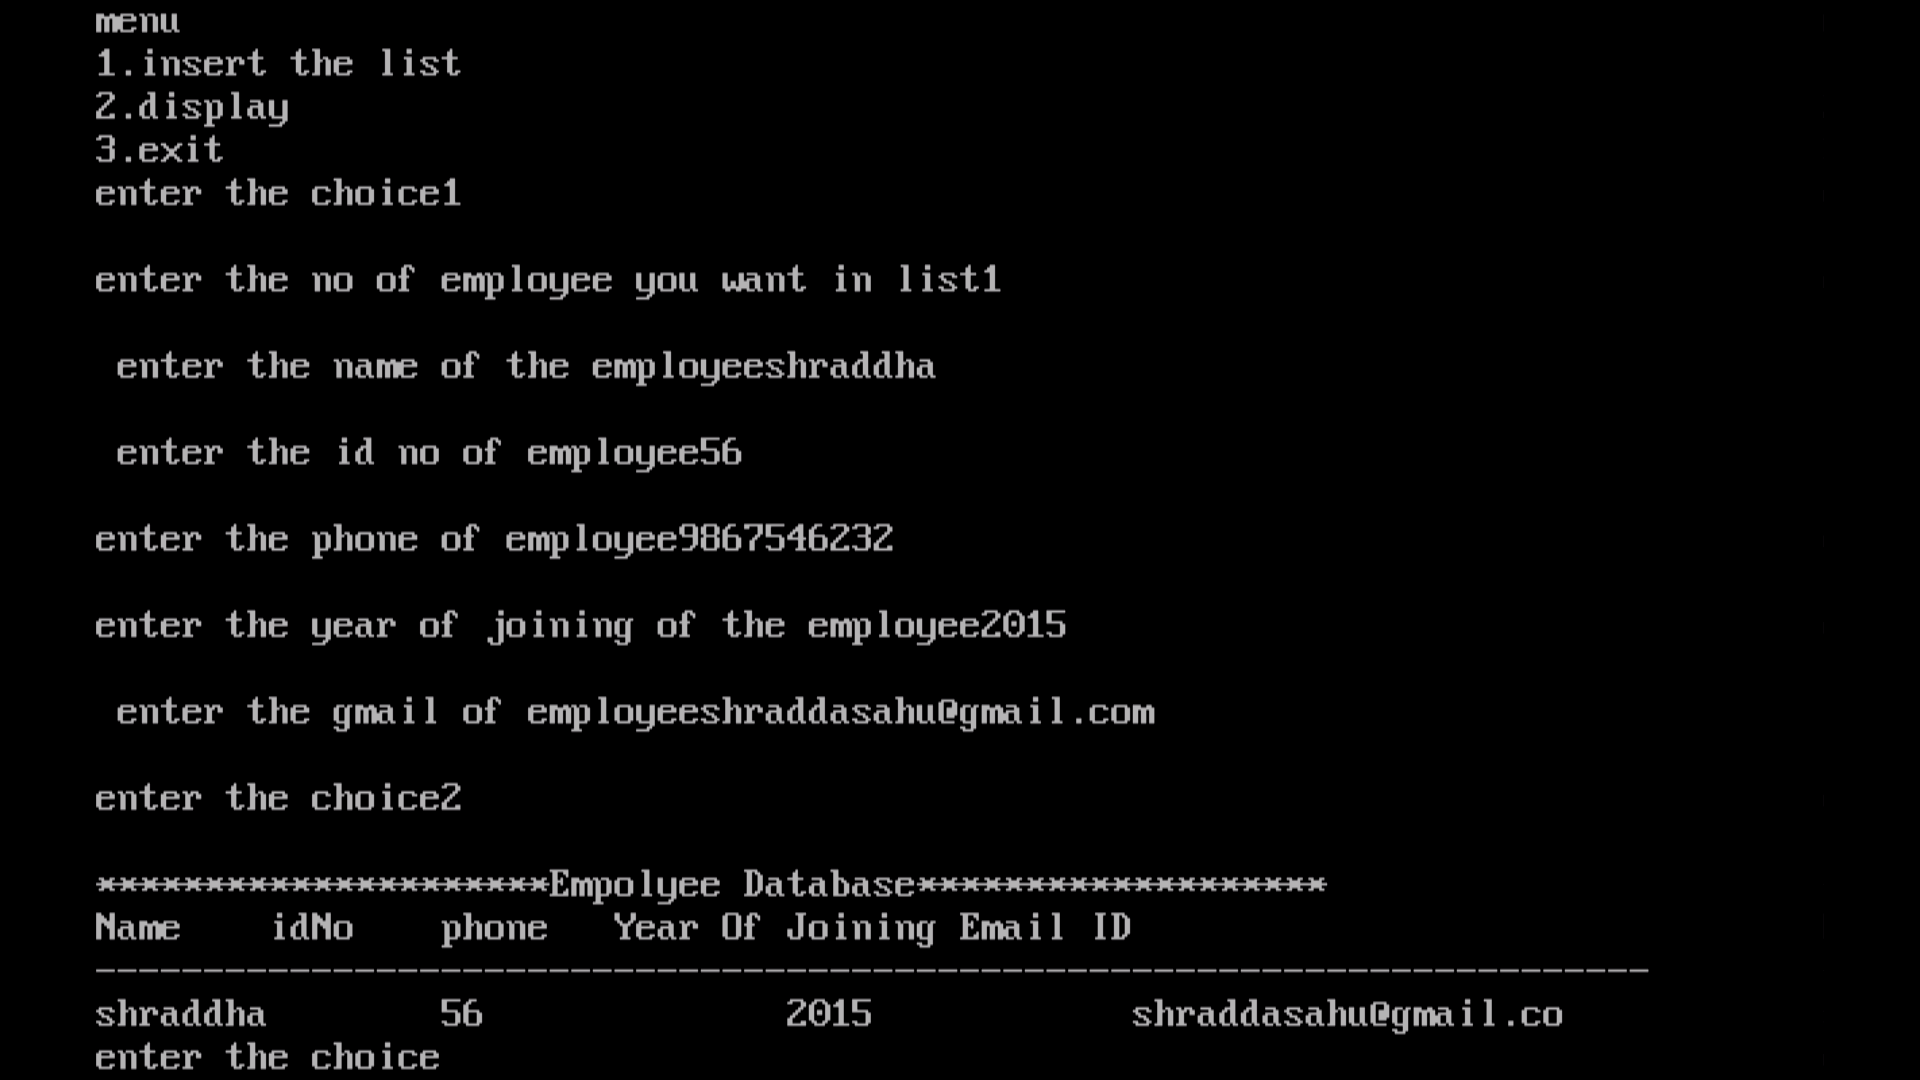 menu
1.insert the list
2.display
3.exit
enter the choice1
enter the no of employee you want in list1
enter the name of the employeeshraddha
enter the id no of employee56
enter the phone of employee9867546232
enter the year of joining of the employee2015
enter the gmail of employeeshraddasahu@gmail.com
enter the choice2
*********************Empolyee Database*******************
Name idNo phone Year Of Joining Email ID
------------------------------------------------------------------------
shraddha 56 2015 shraddasahu@gmail.co
enter the choice